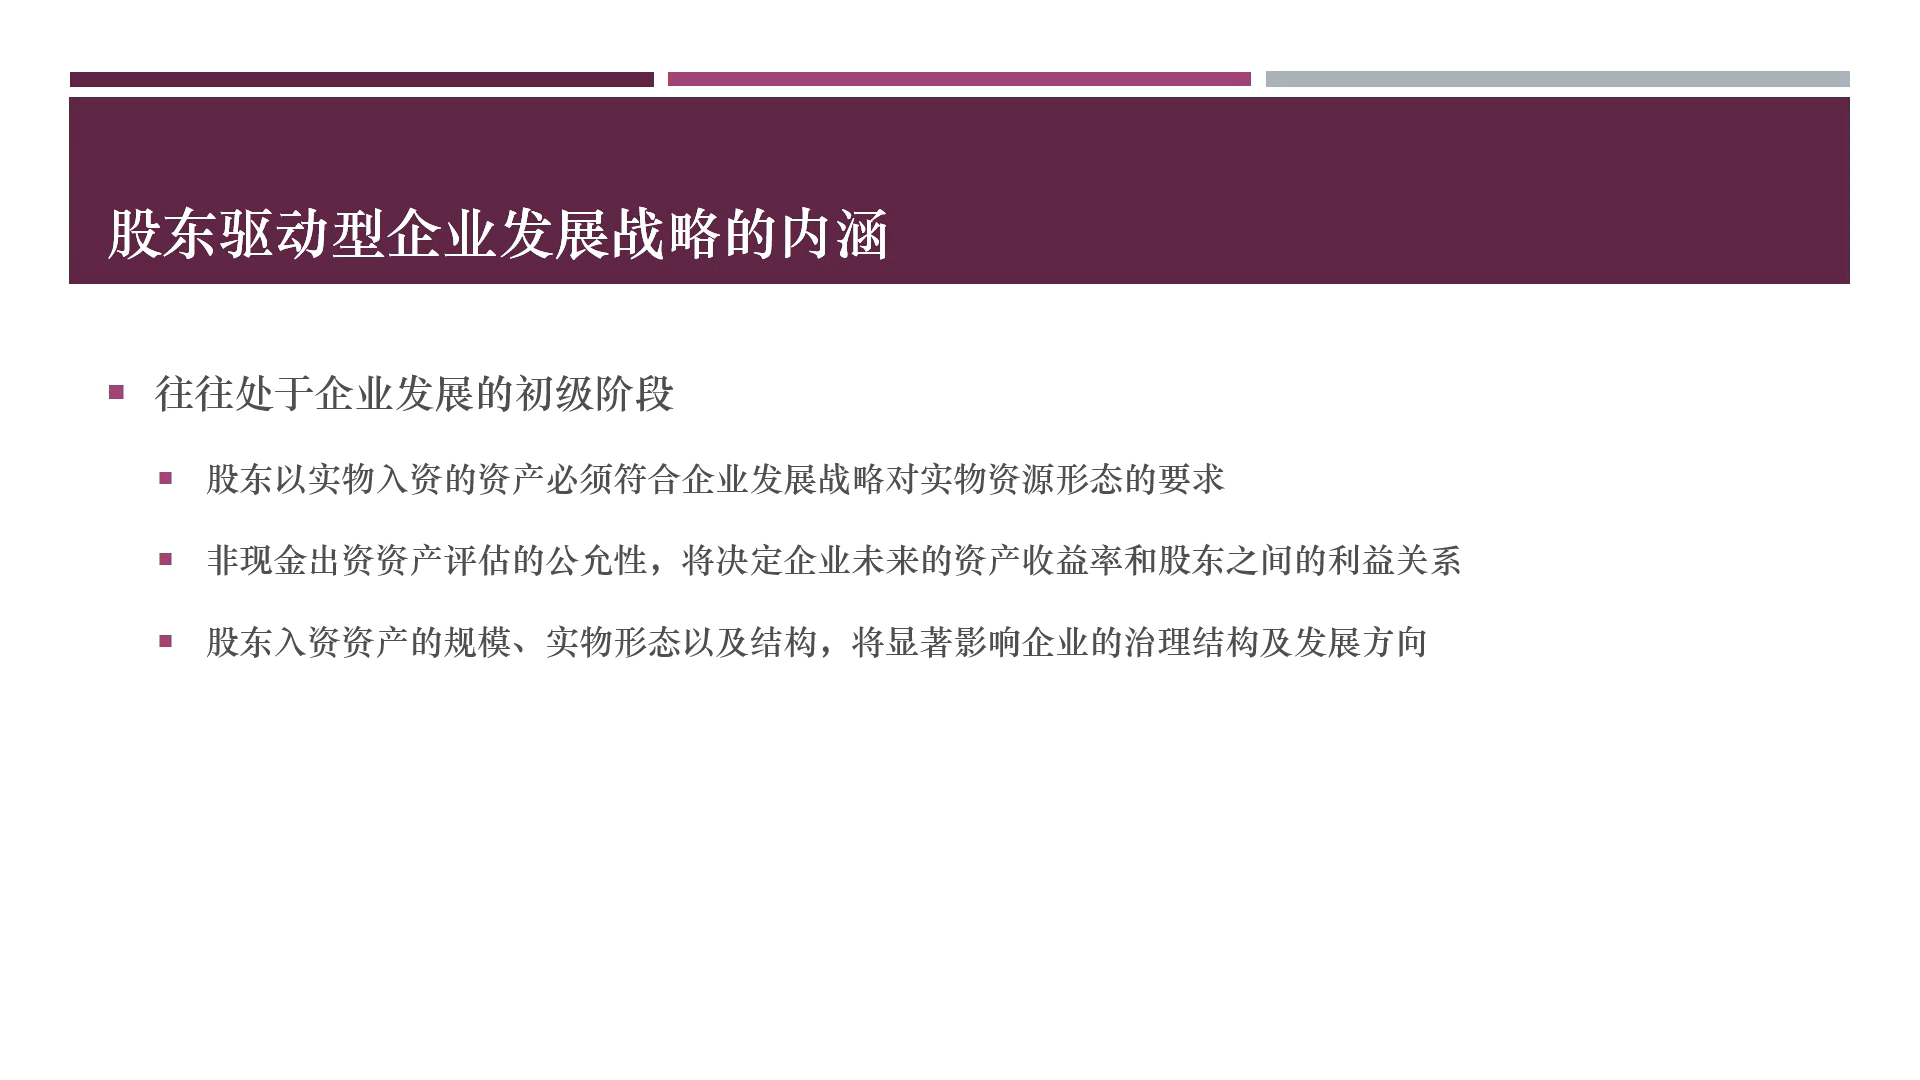 股东驱动型企业发展战略的内涵
往往处于企业发展的初级阶段
股东以实物入资的资产必须符合企业发展战略对实物资源形态的要求
非现金出资资产评估的公允性，将决定企业未来的资产收益率和股东之间的利益关系
股东入资资产的规模、实物形态以及结构，将显著影响企业的治理结构及发展方向